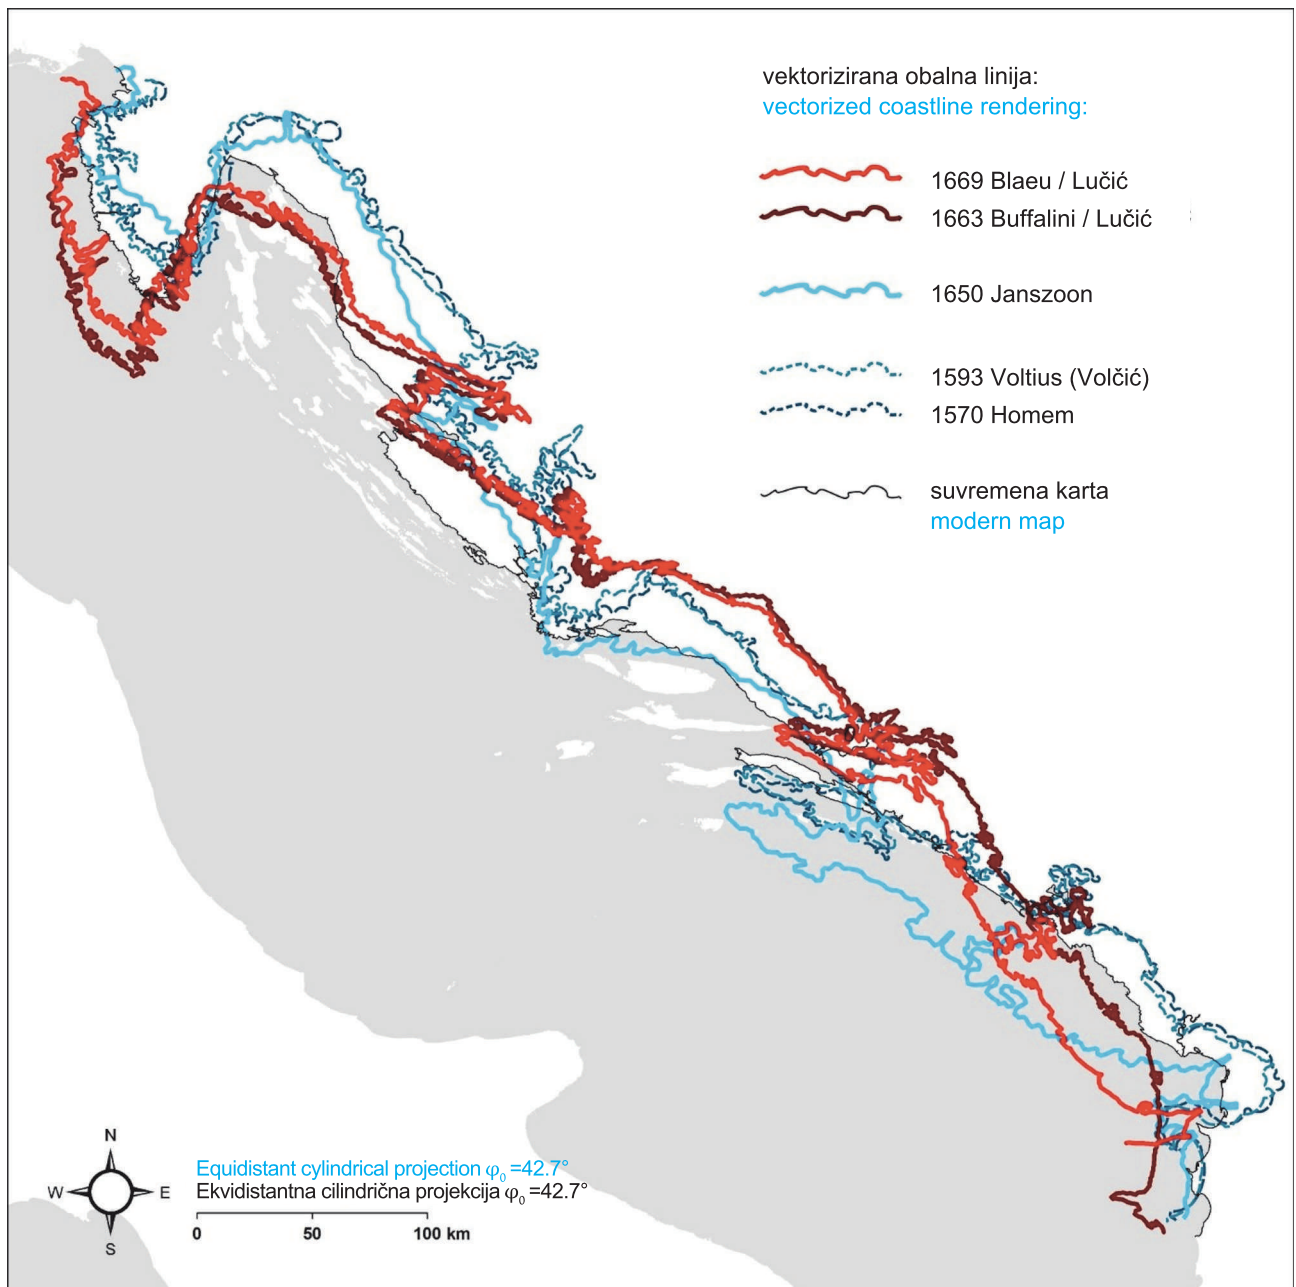 vektorizirana obalna linija:
vectorized coastline rendering:
1669 Blaeu / Lučić
1663 Buffalini / Lučić
1650 Janszoon
1593 Voltius (Volčić)
1570 Homem
suvremena karta
modern map
N
W E
S
Equidistant cylindrical projection φ₀ =42.7°
Ekvidistantna cilindrična projekcija φ₀ =42.7°
0 50 100 km